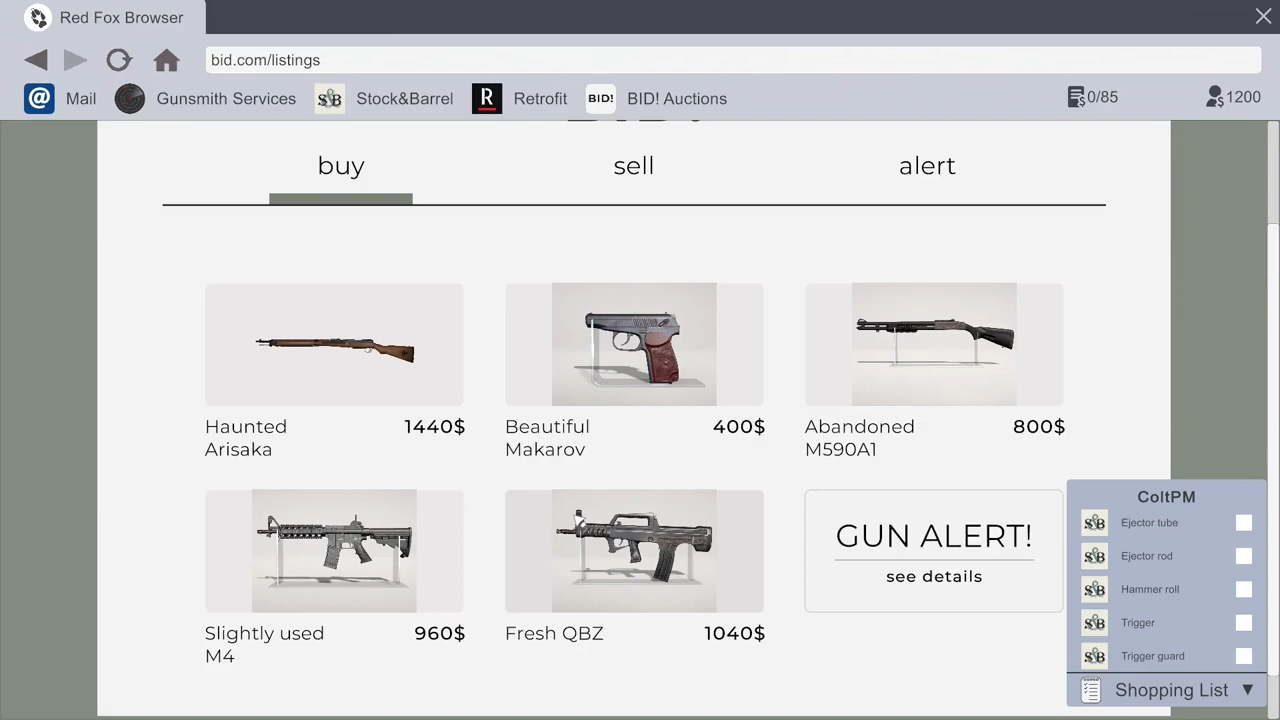 Red Fox Browser
bid.com/listings
@ Mail
Gunsmith Services
S&B Stock&Barrel
R Retrofit
BID! BID! Auctions
$0/85
$1200
buy
sell
alert
Haunted Arisaka
1440$
Beautiful Makarov
400$
Abandoned M590A1
800$
Slightly used M4
960$
Fresh QBZ
1040$
GUN ALERT!
see details
ColtPM
S&B Ejector tube
S&B Ejector rod
S&B Hammer roll
S&B Trigger
S&B Trigger guard
Shopping List ▼